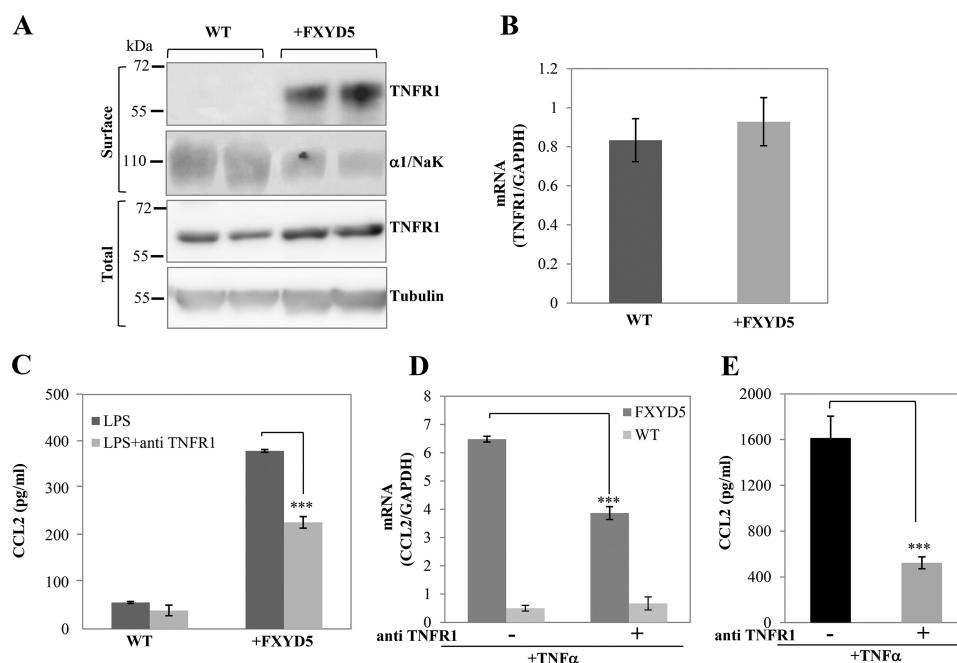 A
WT
+FXYD5
kDa
72
55
TNFR1
Surface
110
α1/NaK
72
55
TNFR1
Total
55
Tubulin
B
1.2
1
0.8
0.6
0.4
0.2
0
mRNA
(TNFR1/GAPDH)
WT
+FXYD5
C
500
400
300
200
100
0
CCL2 (pg/ml)
LPS
LPS+anti TNFR1
***
WT
+FXYD5
D
8
7
6
5
4
3
2
1
0
mRNA
(CCL2/GAPDH)
FXYD5
WT
***
anti TNFR1 - +
+TNFα
E
2000
1600
1200
800
400
0
CCL2 (pg/ml)
***
anti TNFR1 - +
+TNFα